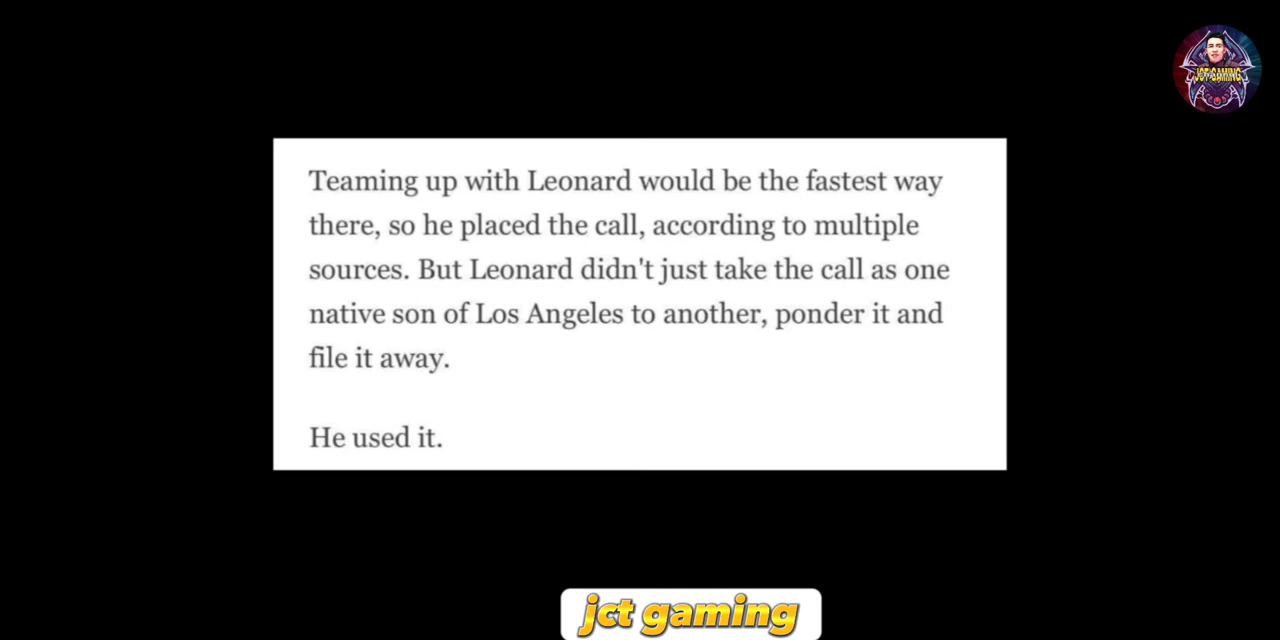 JCT GAMING
Teaming up with Leonard would be the fastest way
there, so he placed the call, according to multiple
sources. But Leonard didn't just take the call as one
native son of Los Angeles to another, ponder it and
file it away.
He used it.
jct gaming